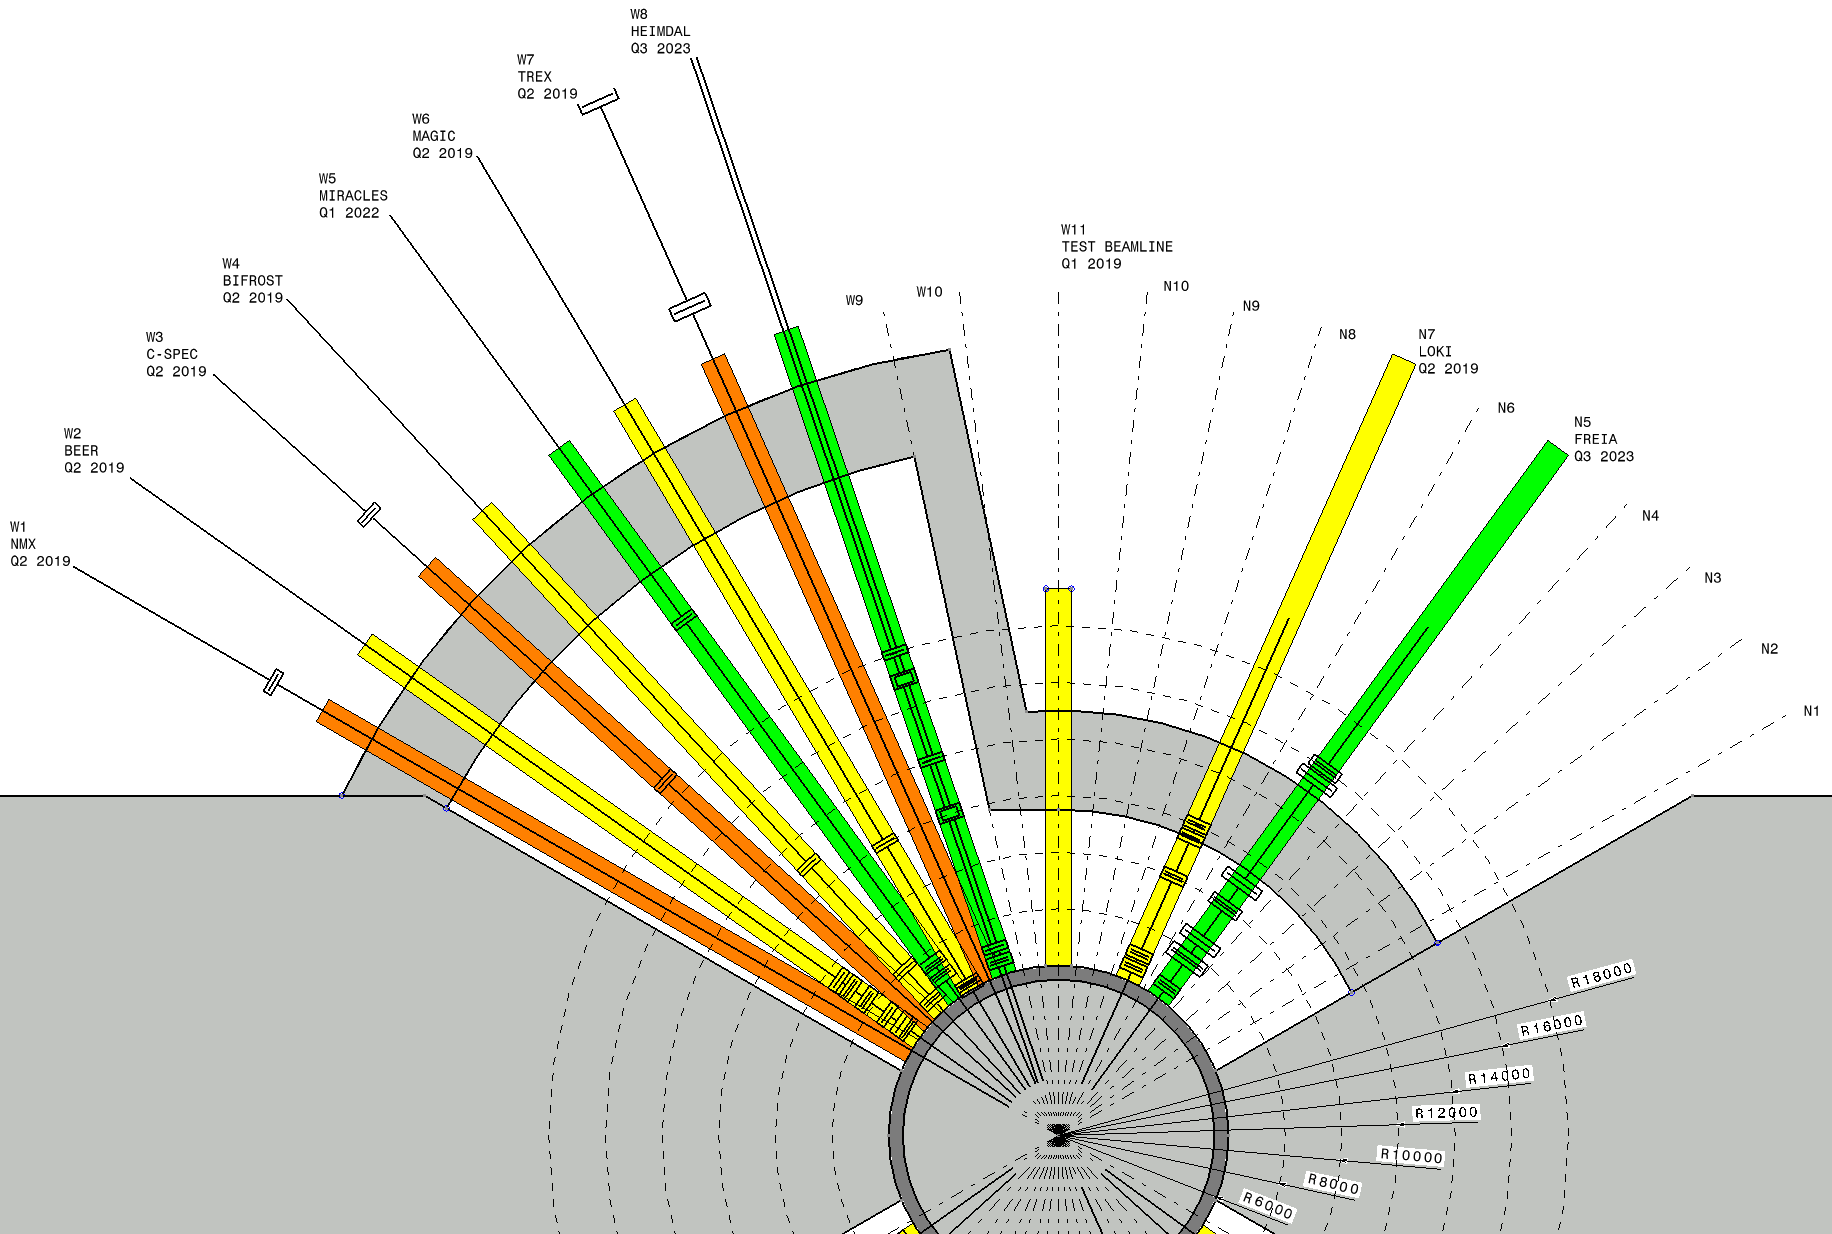 W8
HEIMDAL
Q3 2023
W7
TREX
Q2 2019
W6
MAGIC
Q2 2019
W5
MIRACLES
Q1 2022
W4
BIFROST
Q2 2019
W3
C-SPEC
Q2 2019
W2
BEER
Q2 2019
W1
NMX
Q2 2019
W9
W10
W11
TEST BEAMLINE
Q1 2019
N10
N9
N8
N7
LOKI
Q2 2019
N6
N5
FREIA
Q3 2023
N4
N3
N2
N1
R18000
R16000
R14000
R12000
R10000
R8000
R6000